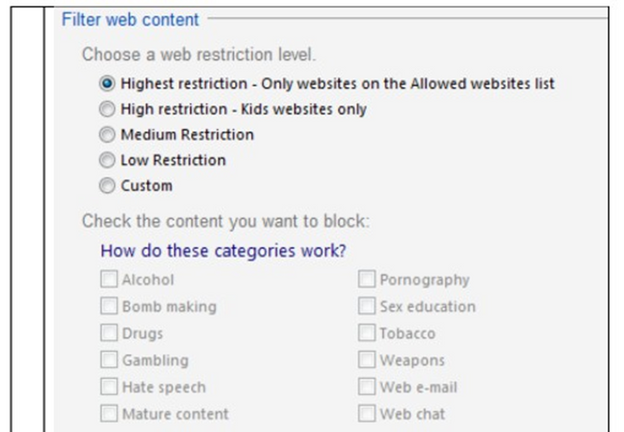 Filter web content
Choose a web restriction level.
Highest restriction - Only websites on the Allowed websites list
High restriction - Kids websites only
Medium Restriction
Low Restriction
Custom
Check the content you want to block:
How do these categories work?
Alcohol
Pornography
Bomb making
Sex education
Drugs
Tobacco
Gambling
Weapons
Hate speech
Web e-mail
Mature content
Web chat